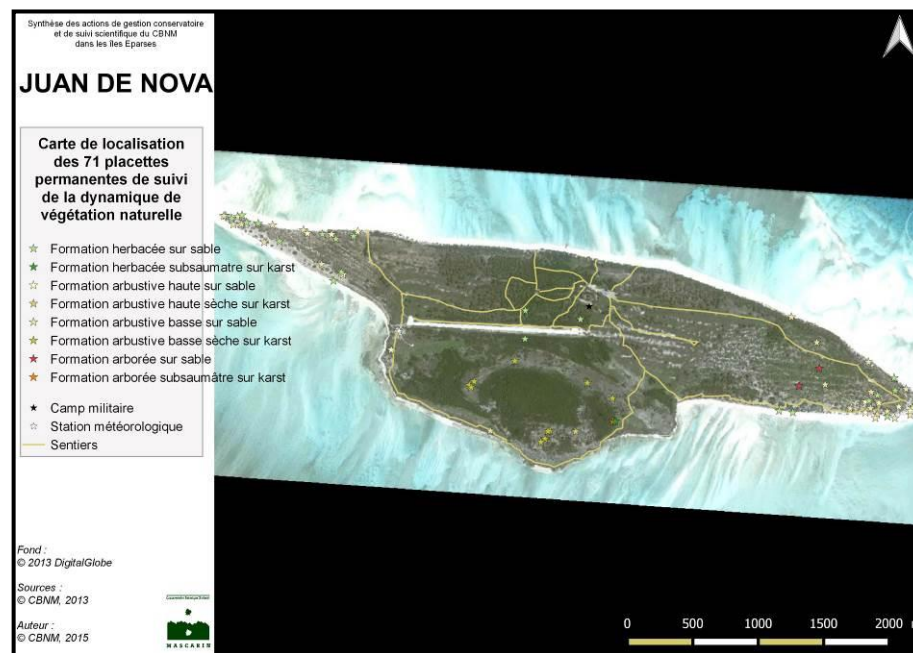 Synthèse des actions de gestion conservatoire
et de suivi scientifique du CBNM
dans les îles Eparses
JUAN DE NOVA
Carte de localisation
des 71 placettes
permanentes de suivi
de la dynamique de
végétation naturelle
Formation herbacée sur sable
Formation herbacée subsaumatre sur karst
Formation arbustive haute sur sable
Formation arbustive haute sèche sur karst
Formation arbustive basse sur sable
Formation arbustive basse sèche sur karst
Formation arborée sur sable
Formation arborée subsaumâtre sur karst
Camp militaire
Station météorologique
Sentiers
Fond :
© 2013 DigitalGlobe
Sources :
© CBNM, 2013
Auteur :
© CBNM, 2015
MASCARIN
0 500 1000 1500 2000